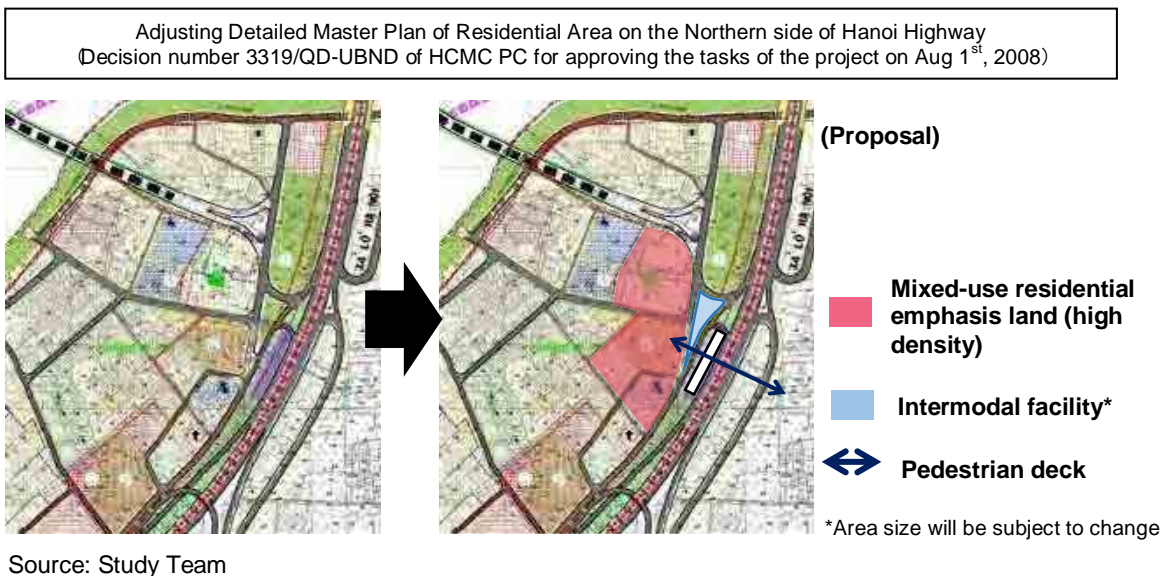 Adjusting Detailed Master Plan of Residential Area on the Northern side of Hanoi Highway
(Decision number 3319/QD-UBND of HCMC PC for approving the tasks of the project on Aug 1st, 2008)
(Proposal)
Mixed-use residential
emphasis land (high
density)
Intermodal facility*
Pedestrian deck
*Area size will be subject to change
Source: Study Team